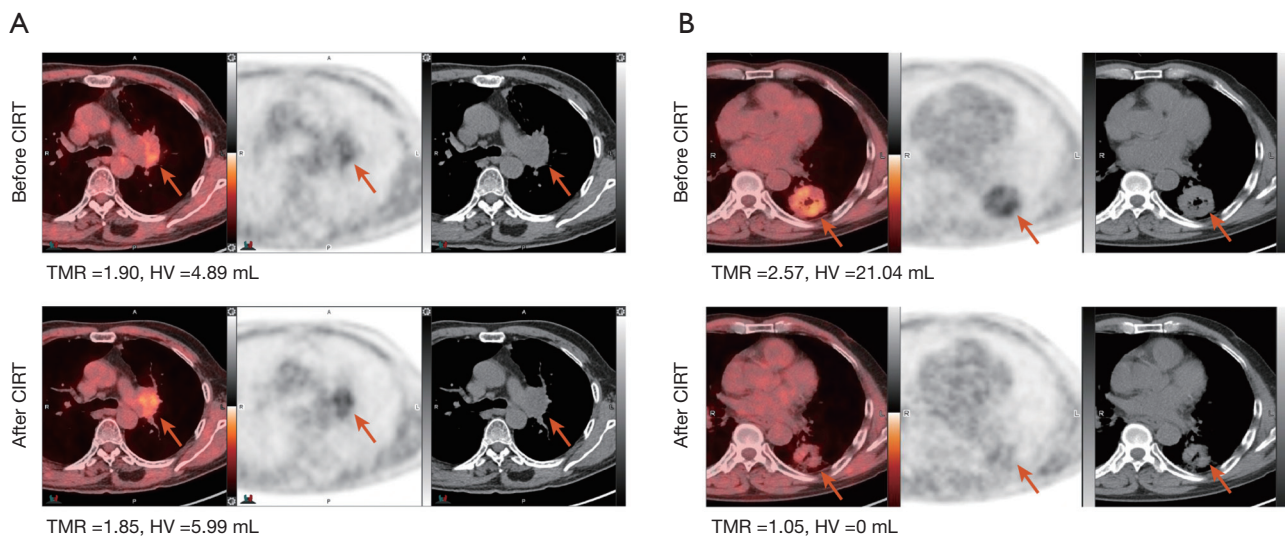 A
B
Before CIRT
A
R
L
P
A
R
L
P
R
L
R
TMR =1.90, HV =4.89 mL
TMR =2.57, HV =21.04 mL
After CIRT
A
R
L
P
A
R
L
P
R
L
R
TMR =1.85, HV =5.99 mL
TMR =1.05, HV =0 mL
Before CIRT
After CIRT